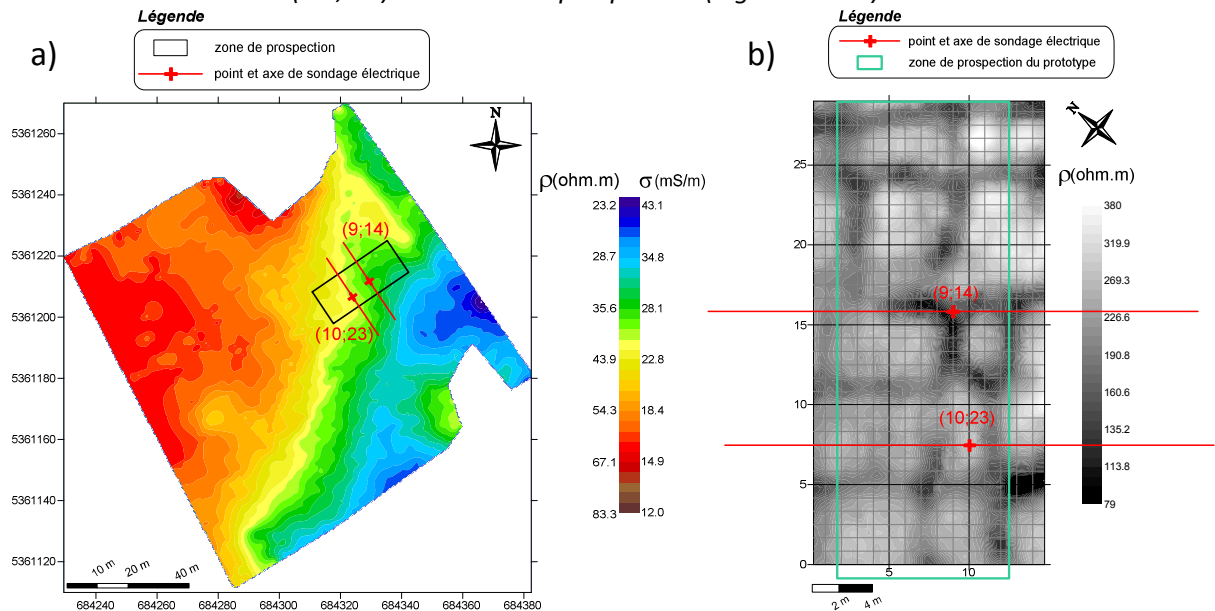 Légende
zone de prospection
point et axe de sondage électrique
a)
N
5361260
5361240
5361220
5361200
5361180
5361160
5361140
5361120
684240 684260 684280 684300 684320 684340 684360 684380
(9;14)
(10;23)
10 m 20 m 40 m
ρ(ohm.m) σ(mS/m)
23.2 43.1
28.7 34.8
35.6 28.1
43.9 22.8
54.3 18.4
67.1 14.9
83.3 12.0
b)
Légende
point et axe de sondage électrique
zone de prospection du prototype
N
25
20
15
10
5
0
5 10
(9;14)
(10;23)
2 m 4 m
ρ(ohm.m)
380
319.9
269.3
226.6
190.8
160.6
135.2
113.8
79